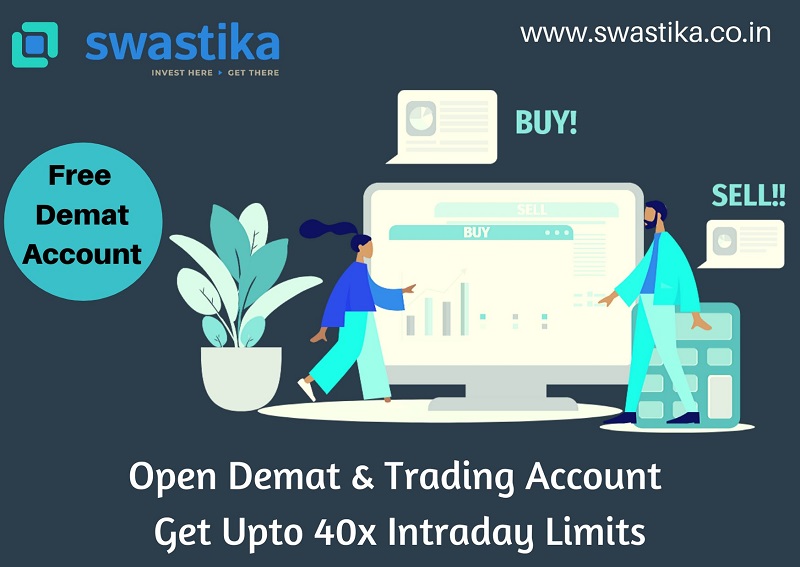 swastika
INVEST HERE ▸ GET THERE
www.swastika.co.in
Free
Demat
Account
BUY!
SELL!!
SELL
BUY
Open Demat & Trading Account
Get Upto 40x Intraday Limits